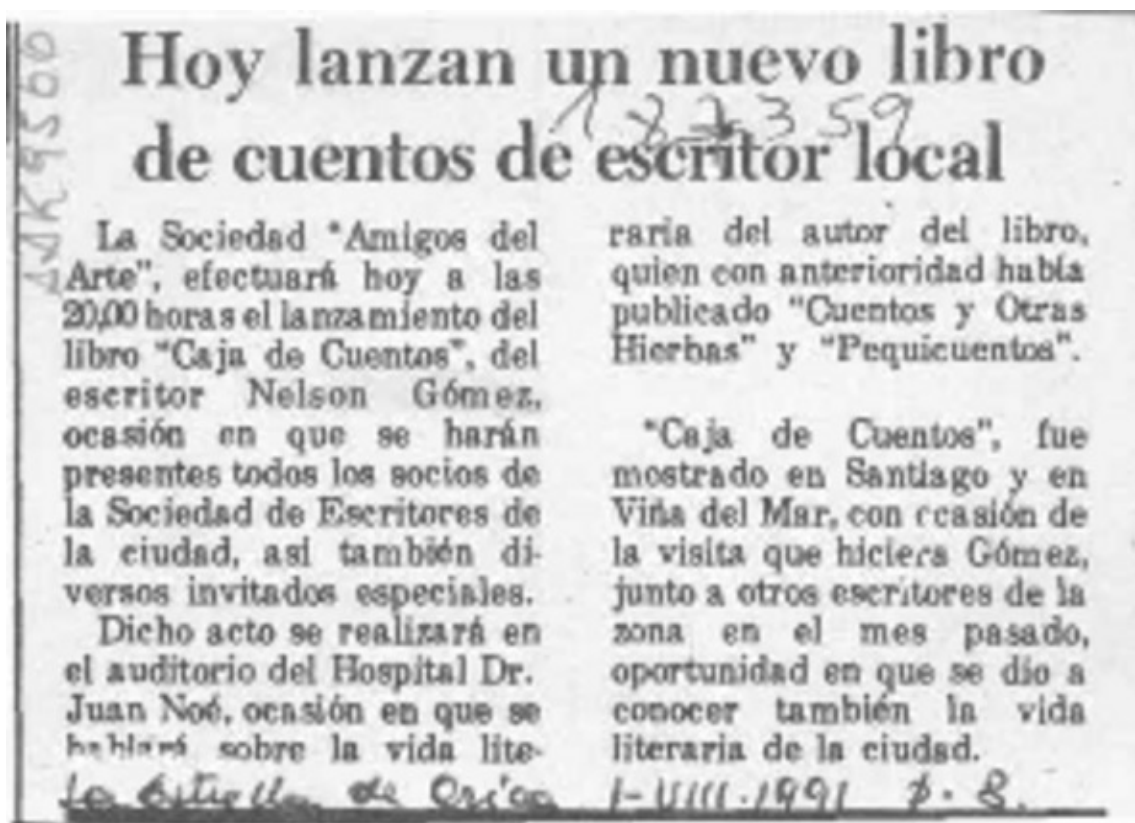 Hoy lanzan un nuevo libro
de cuentos de escritor local
187359
AAK9500
La Sociedad "Amigos del
Arte", efectuará hoy a las
20,00 horas el lanzamiento del
libro "Caja de Cuentos", del
escritor Nelson Gómez,
ocasión en que se harán
presentes todos los socios de
la Sociedad de Escritores de
la ciudad, así también di-
versos invitados especiales.
Dicho acto se realizará en
el auditorio del Hospital Dr.
Juan Noé, ocasión en que se
hablará sobre la vida lite-
raria del autor del libro,
quien con anterioridad había
publicado "Cuentos y Otras
Hierbas" y "Pequicuentos".
"Caja de Cuentos", fue
mostrado en Santiago y en
Viña del Mar, con ocasión de
la visita que hiciera Gómez,
junto a otros escritores de la
zona en el mes pasado,
oportunidad en que se dio a
conocer también la vida
literaria de la ciudad.
La Estrella de Arica 1-VIII.1991 p. 8.